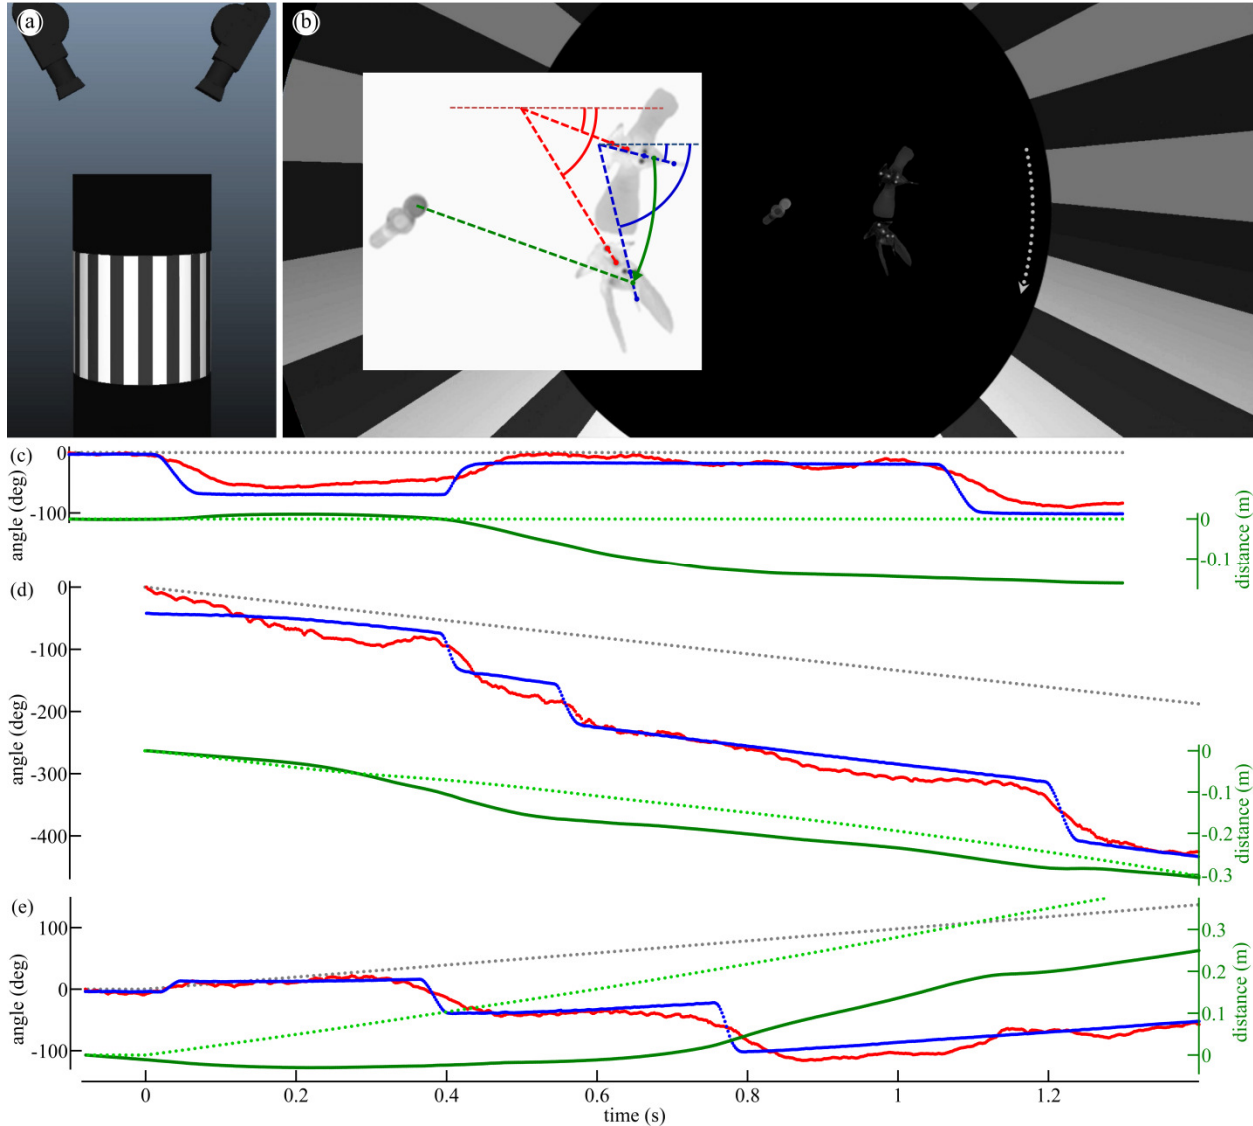 (a)
(b)
(c)
0
-100
angle (deg)
0
-0.1
distance (m)
(d)
0
-100
-200
-300
-400
angle (deg)
0
-0.1
-0.2
-0.3
distance (m)
(e)
100
0
-100
angle (deg)
0.3
0.2
0.1
0
distance (m)
0 0.2 0.4 0.6 0.8 1 1.2
time (s)